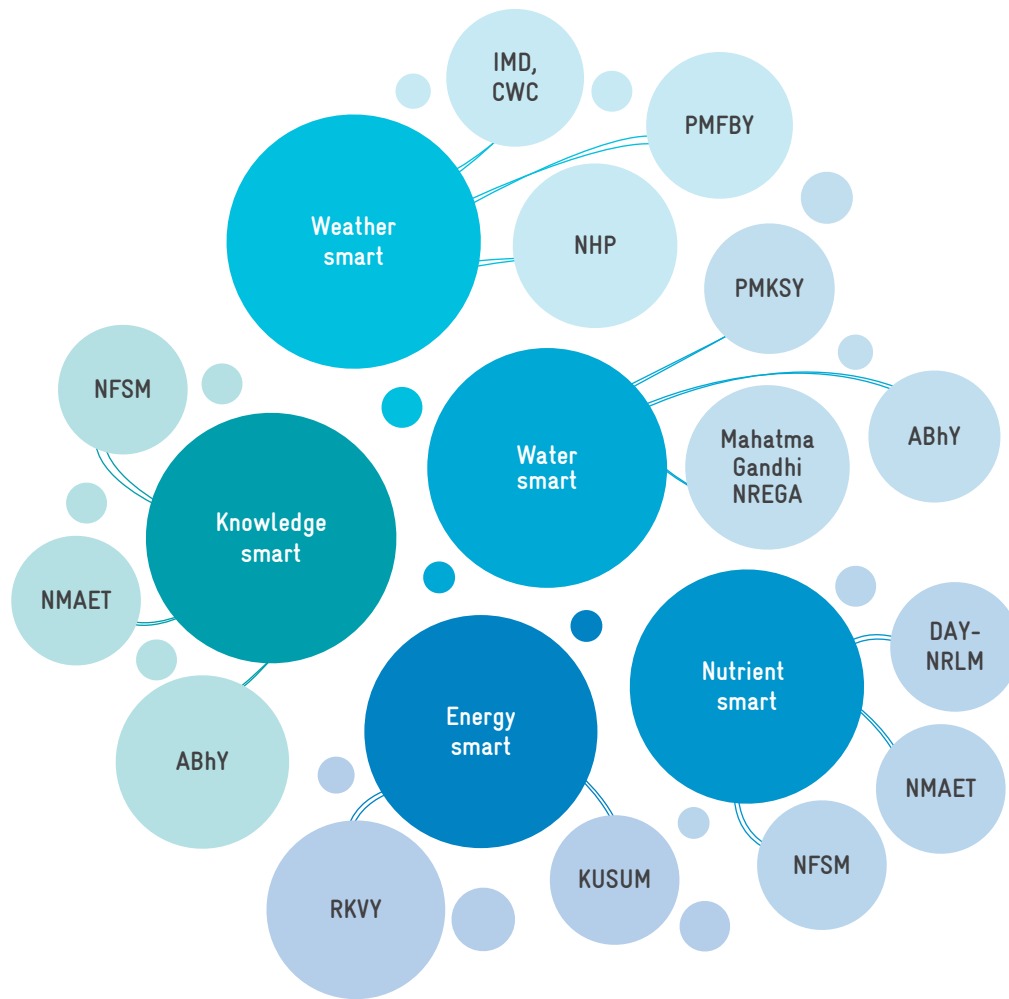 IMD,
CWC
PMFBY
Weather
smart
NHP
PMKSY
NFSM
ABhY
Mahatma
Gandhi
NREGA
Water
smart
Knowledge
smart
NMAET
DAY-
NRLM
Nutrient
smart
Energy
smart
ABhY
NMAET
NFSM
KUSUM
RKVY